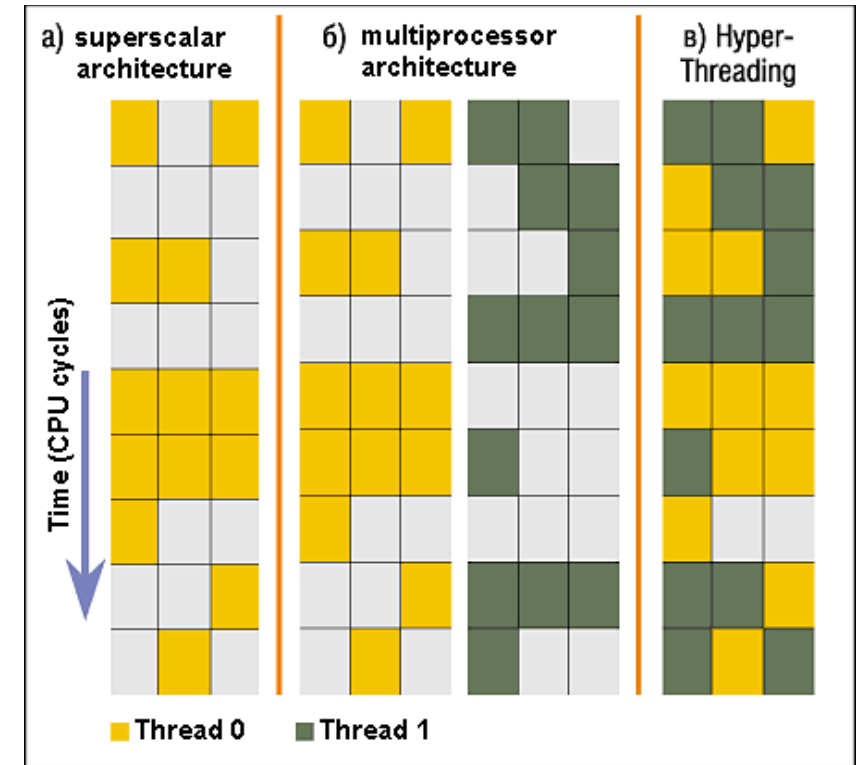 а) superscalar
architecture
б) multiprocessor
architecture
в) Hyper-
Threading
Time (CPU cycles)
Thread 0
Thread 1